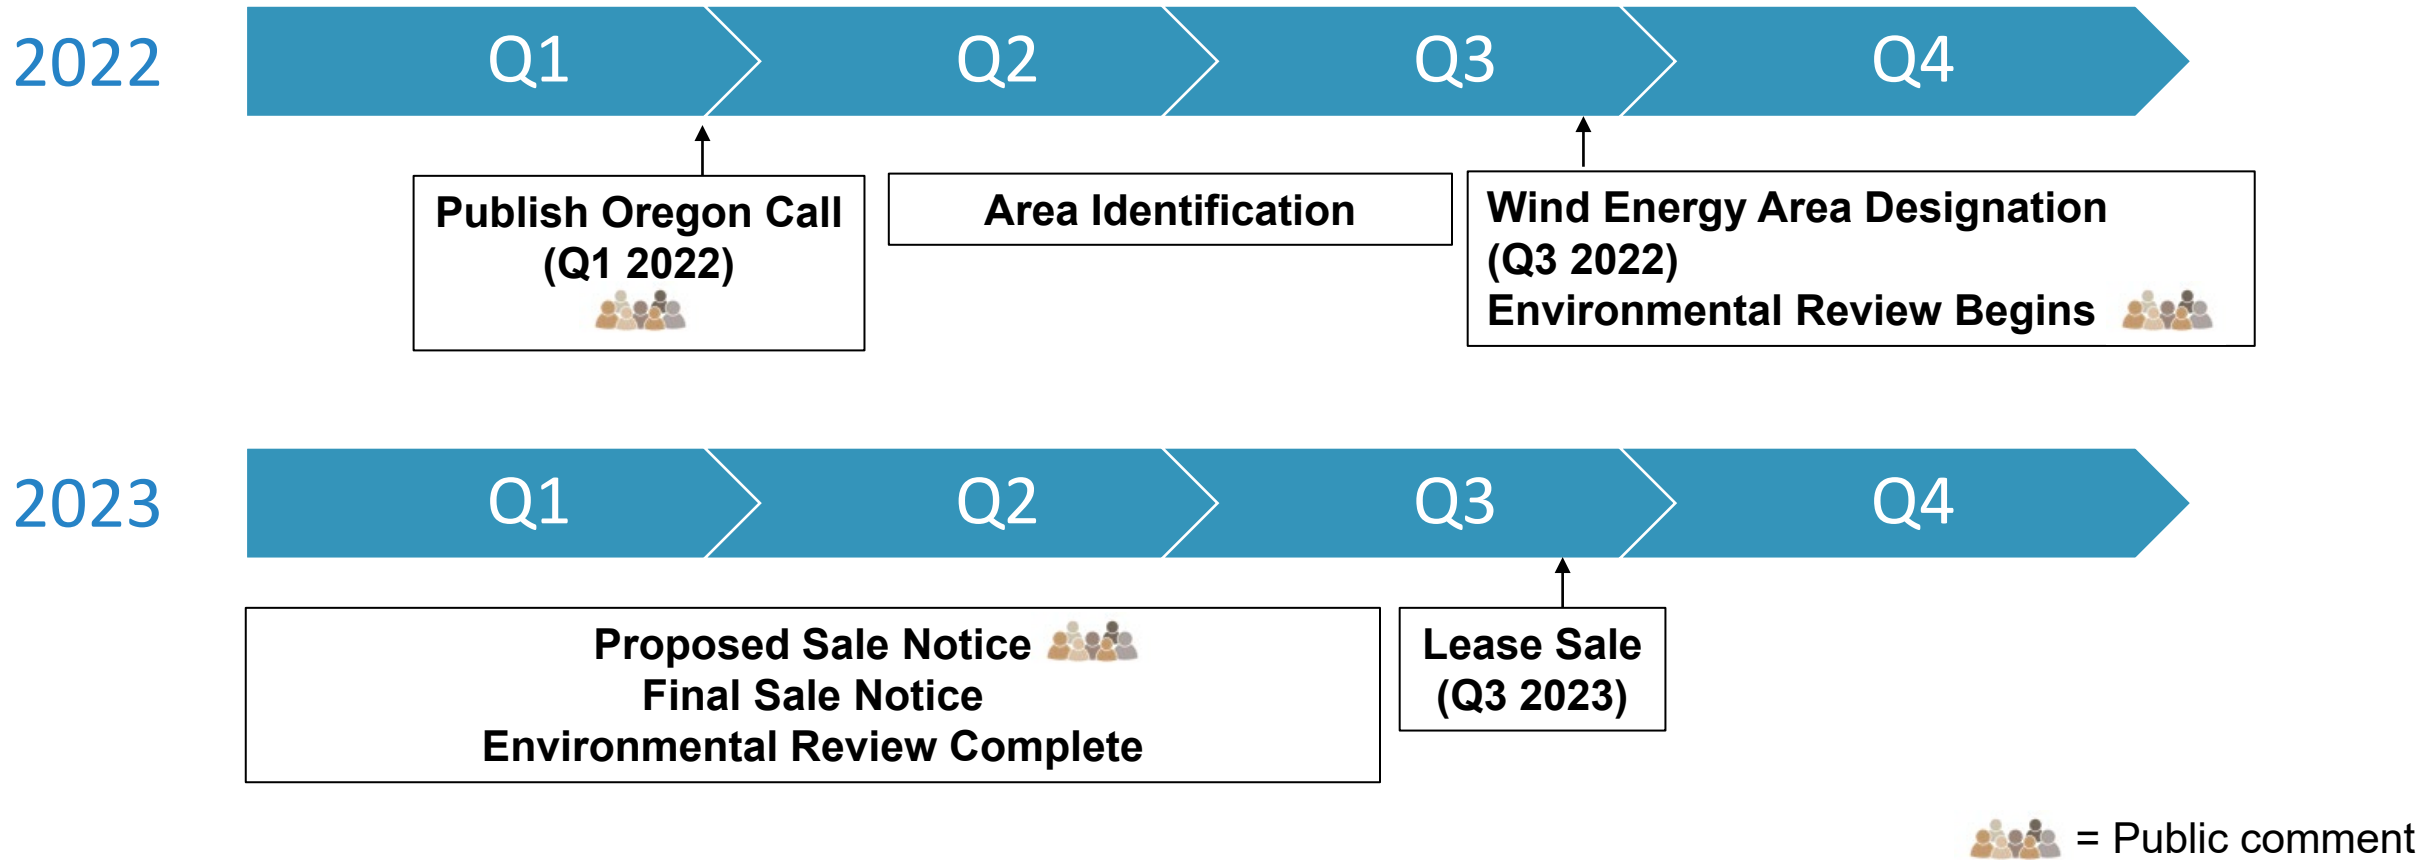 2022
Q1
Q2
Q3
Q4
Publish Oregon Call
(Q1 2022)
Area Identification
Wind Energy Area Designation
(Q3 2022)
Environmental Review Begins
2023
Q1
Q2
Q3
Q4
Proposed Sale Notice
Final Sale Notice
Environmental Review Complete
Lease Sale
(Q3 2023)
= Public comment